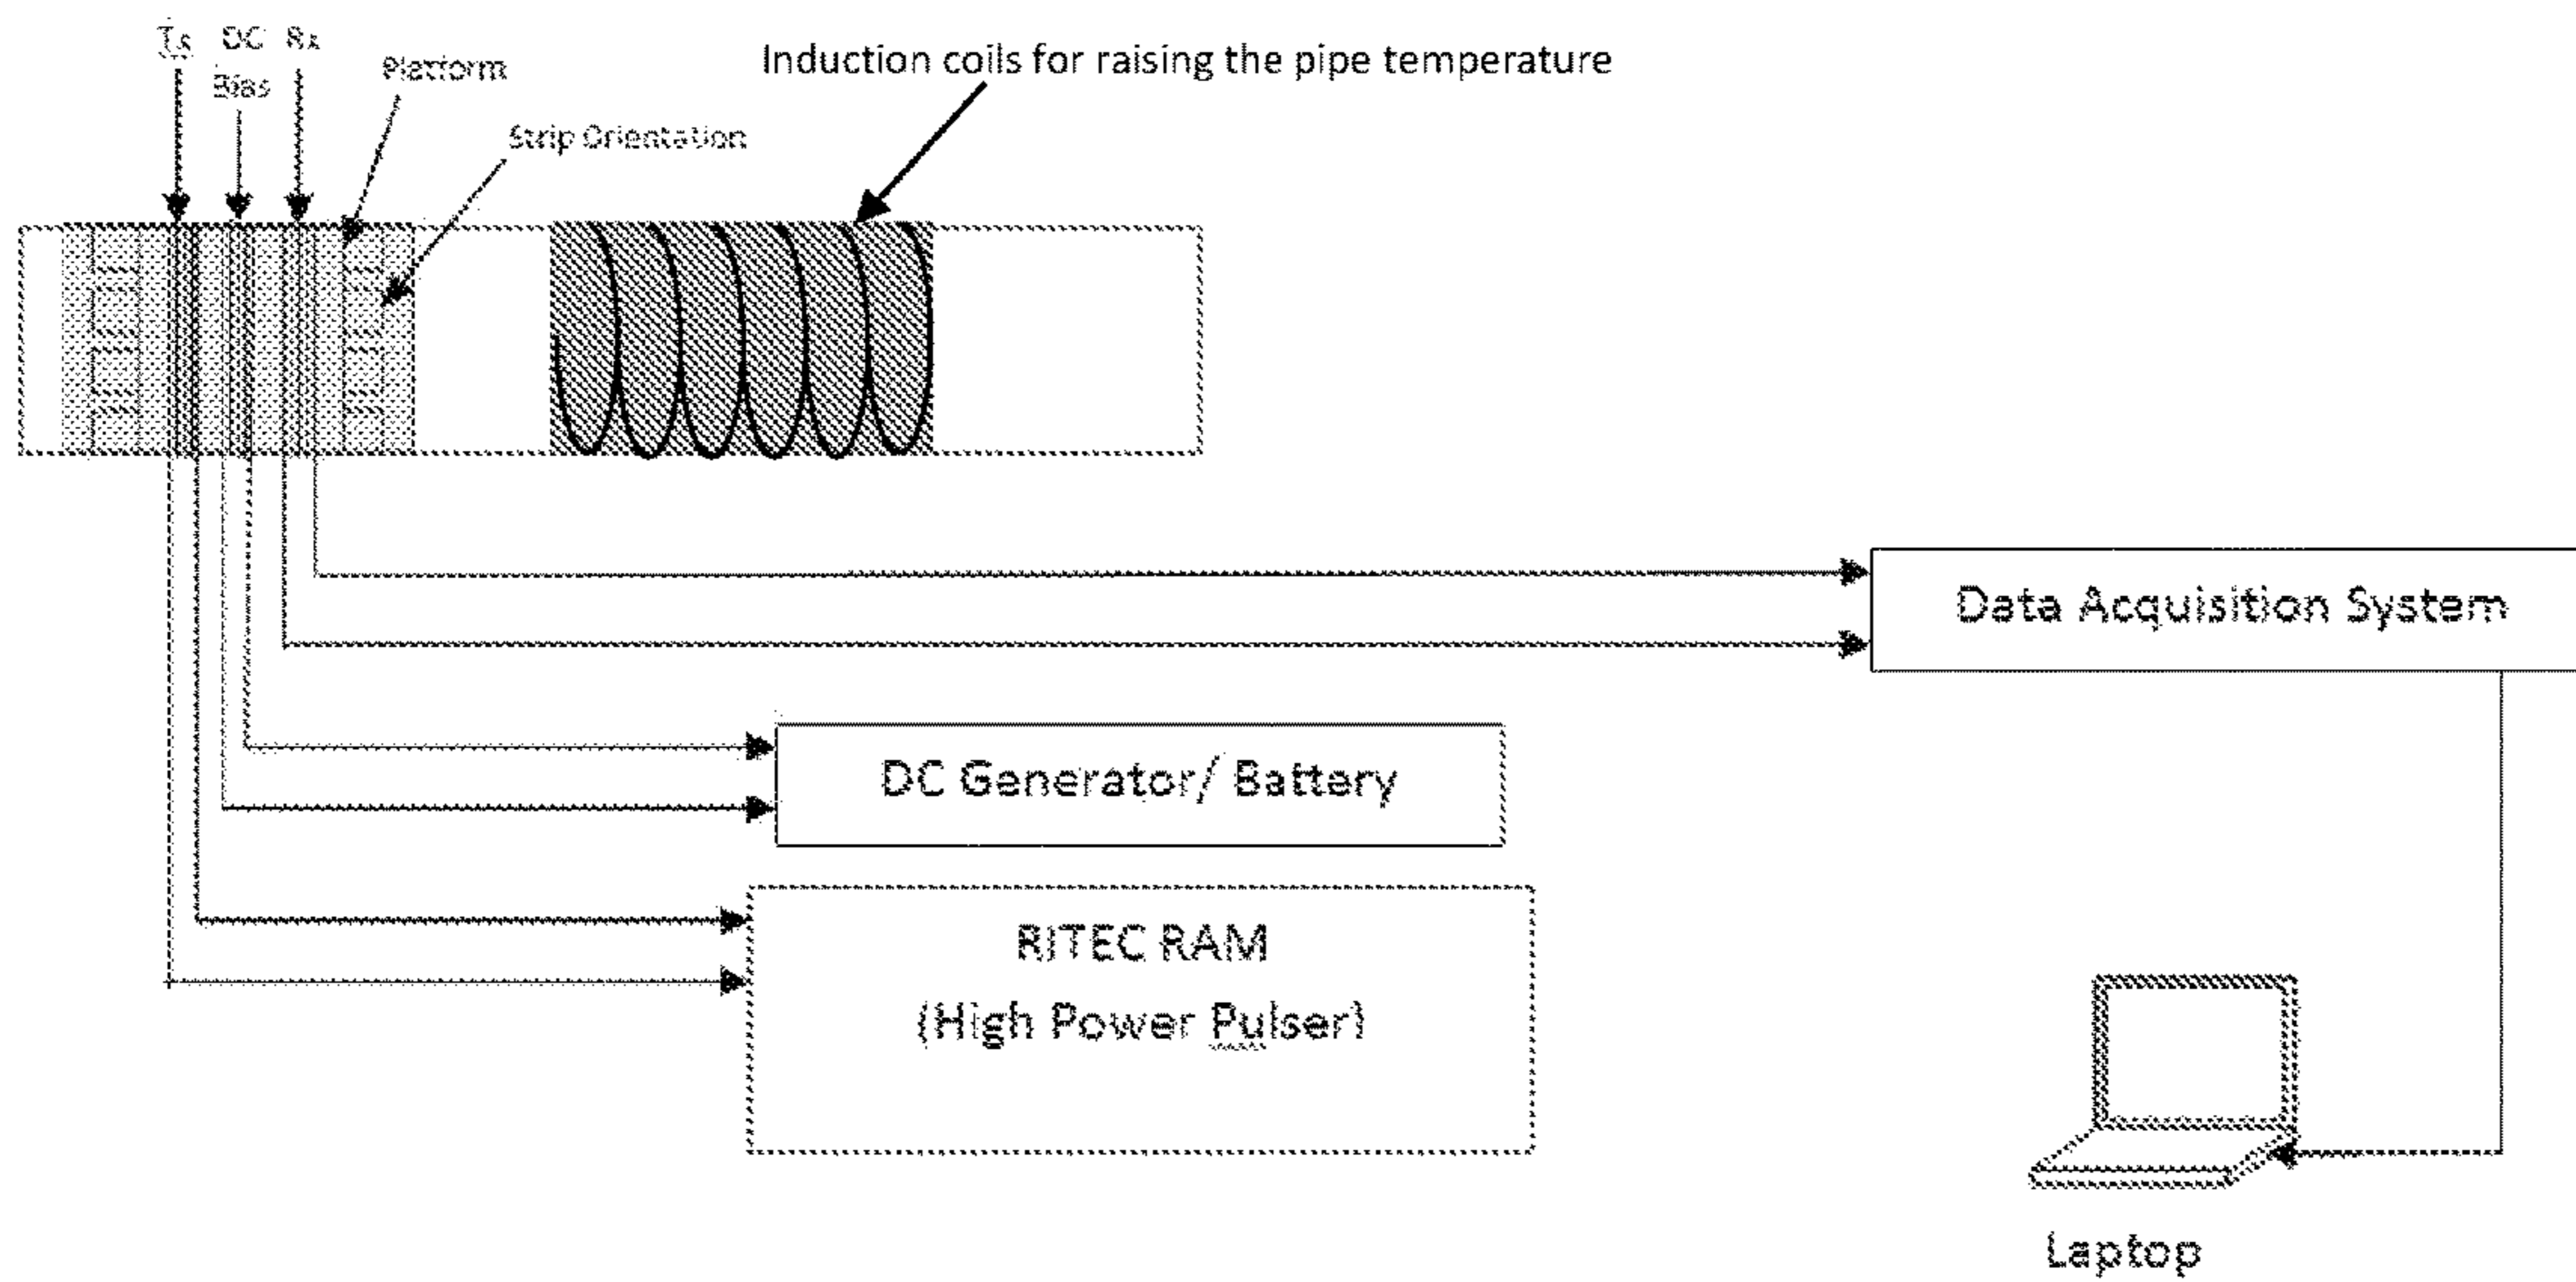 Ts DC Rx
Bias
Platform
Induction coils for raising the pipe temperature
Strip Orientation
Data Acquisition System
DC Generator/ Battery
RITEC RAM
(High Power Pulser)
Laptop